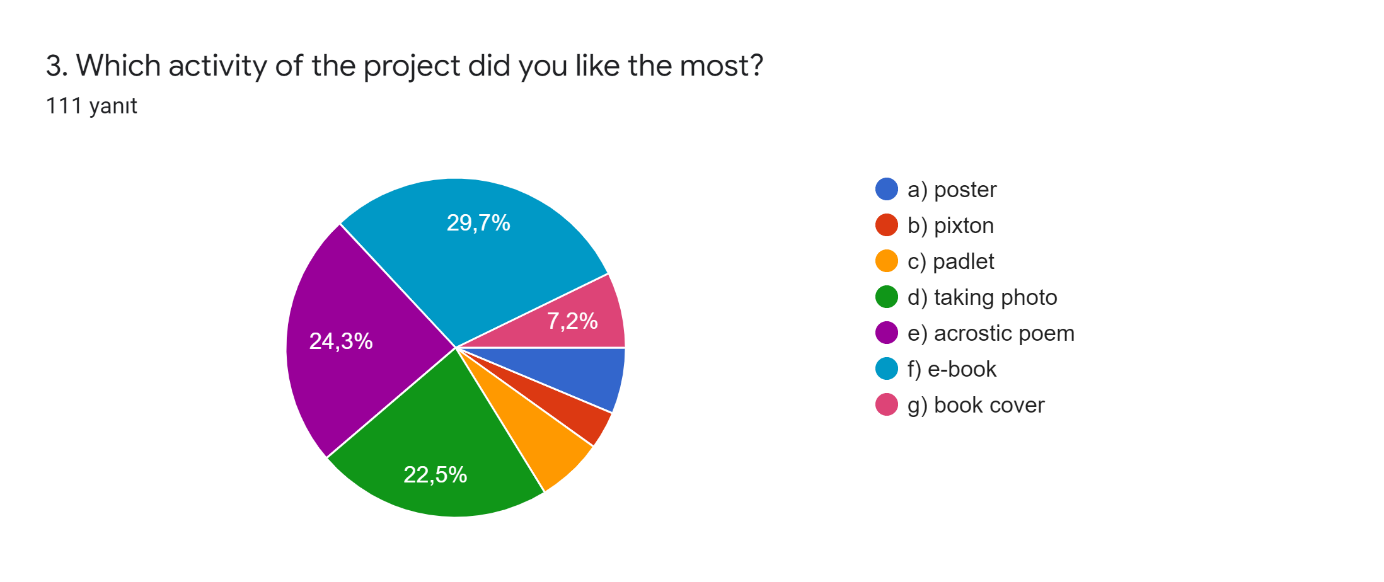 3. Which activity of the project did you like the most?
111 yanıt
29,7%
7,2%
24,3%
22,5%
a) poster
b) pixton
c) padlet
d) taking photo
e) acrostic poem
f) e-book
g) book cover